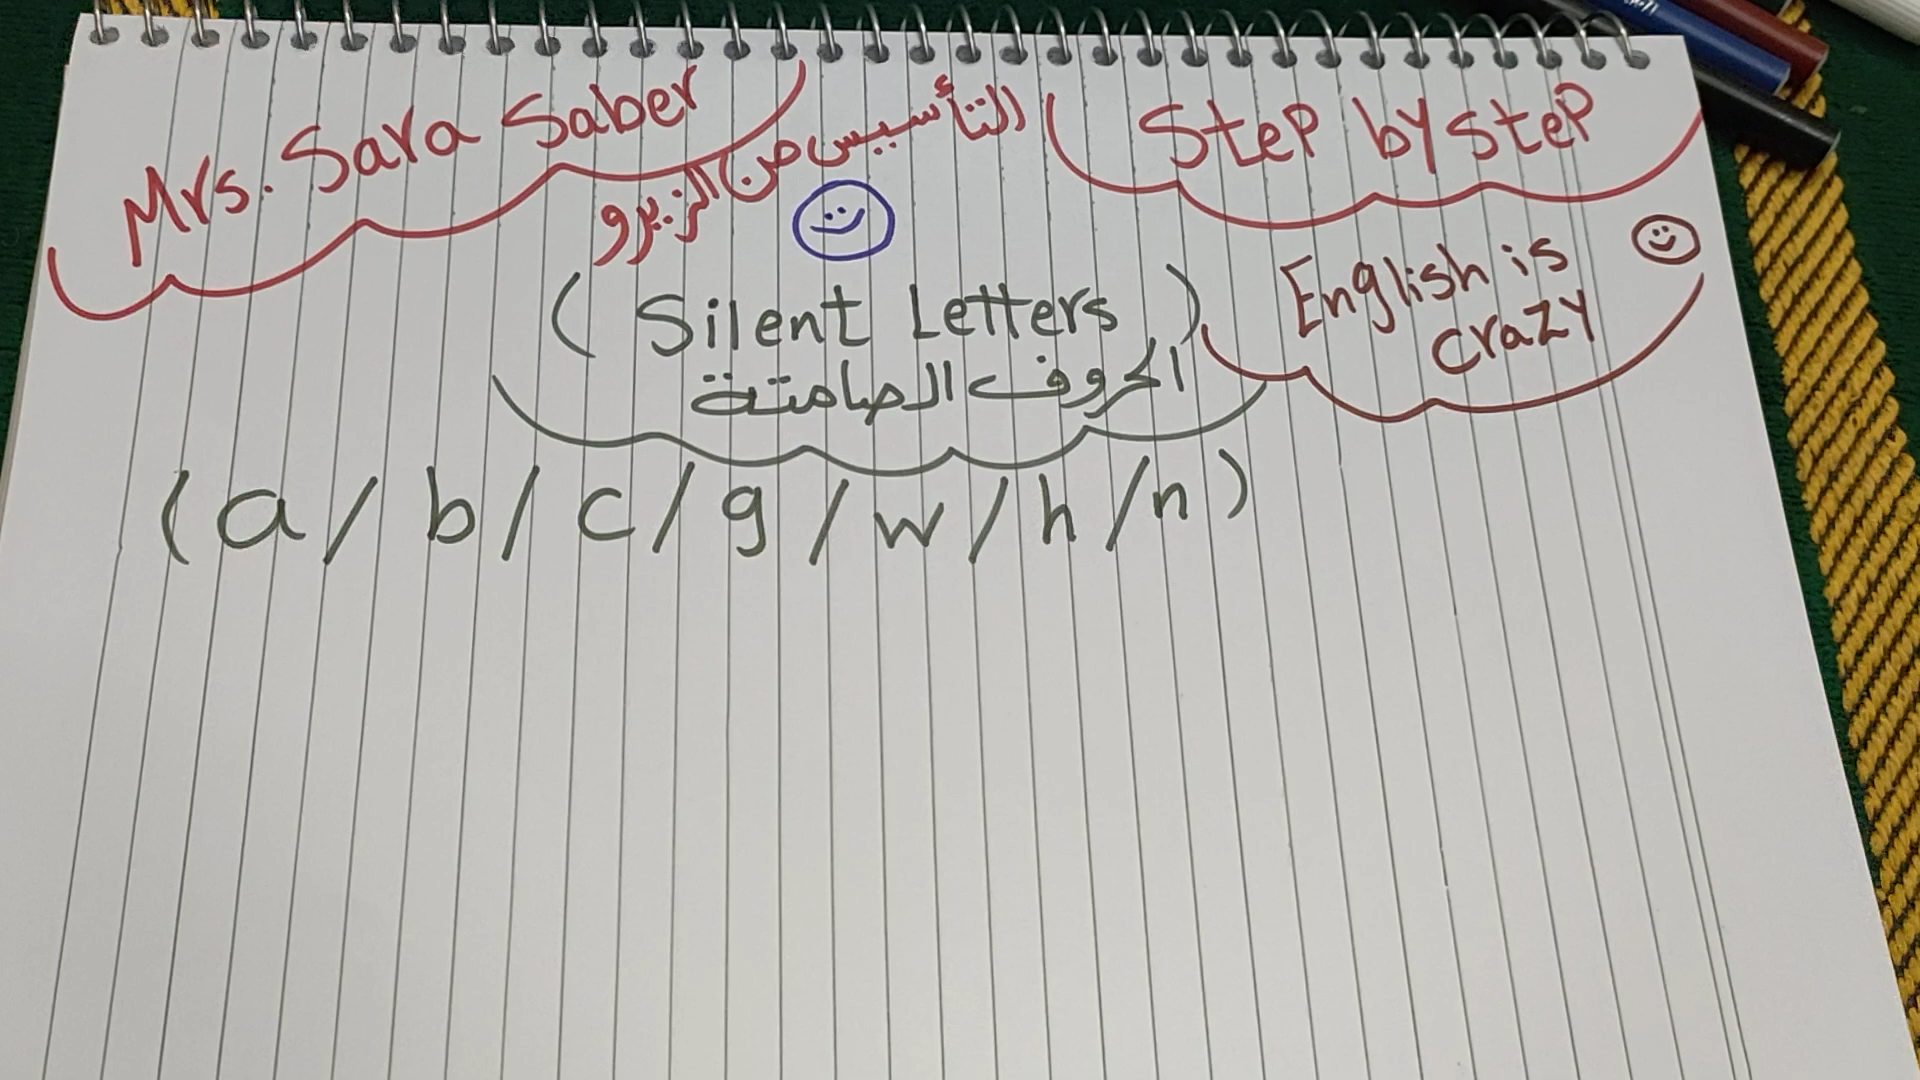 Mrs. Sara Saber
التأسيس من الزيرو
Step by step
English is
crazy
( Silent Letters )
الحروف الصامتة
( a / b / c / g / w / h / n )